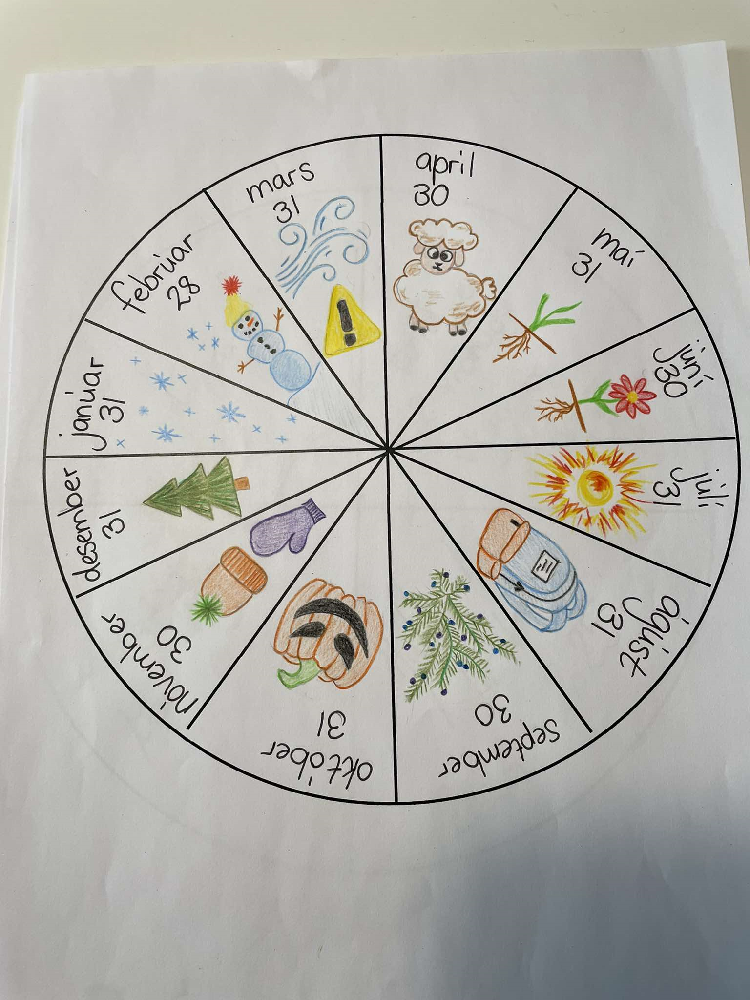 janúar
31
febrúar
28
mars
31
apríl
30
maí
31
júní
30
júlí
31
ágúst
31
september
30
október
31
nóvember
30
desember
31